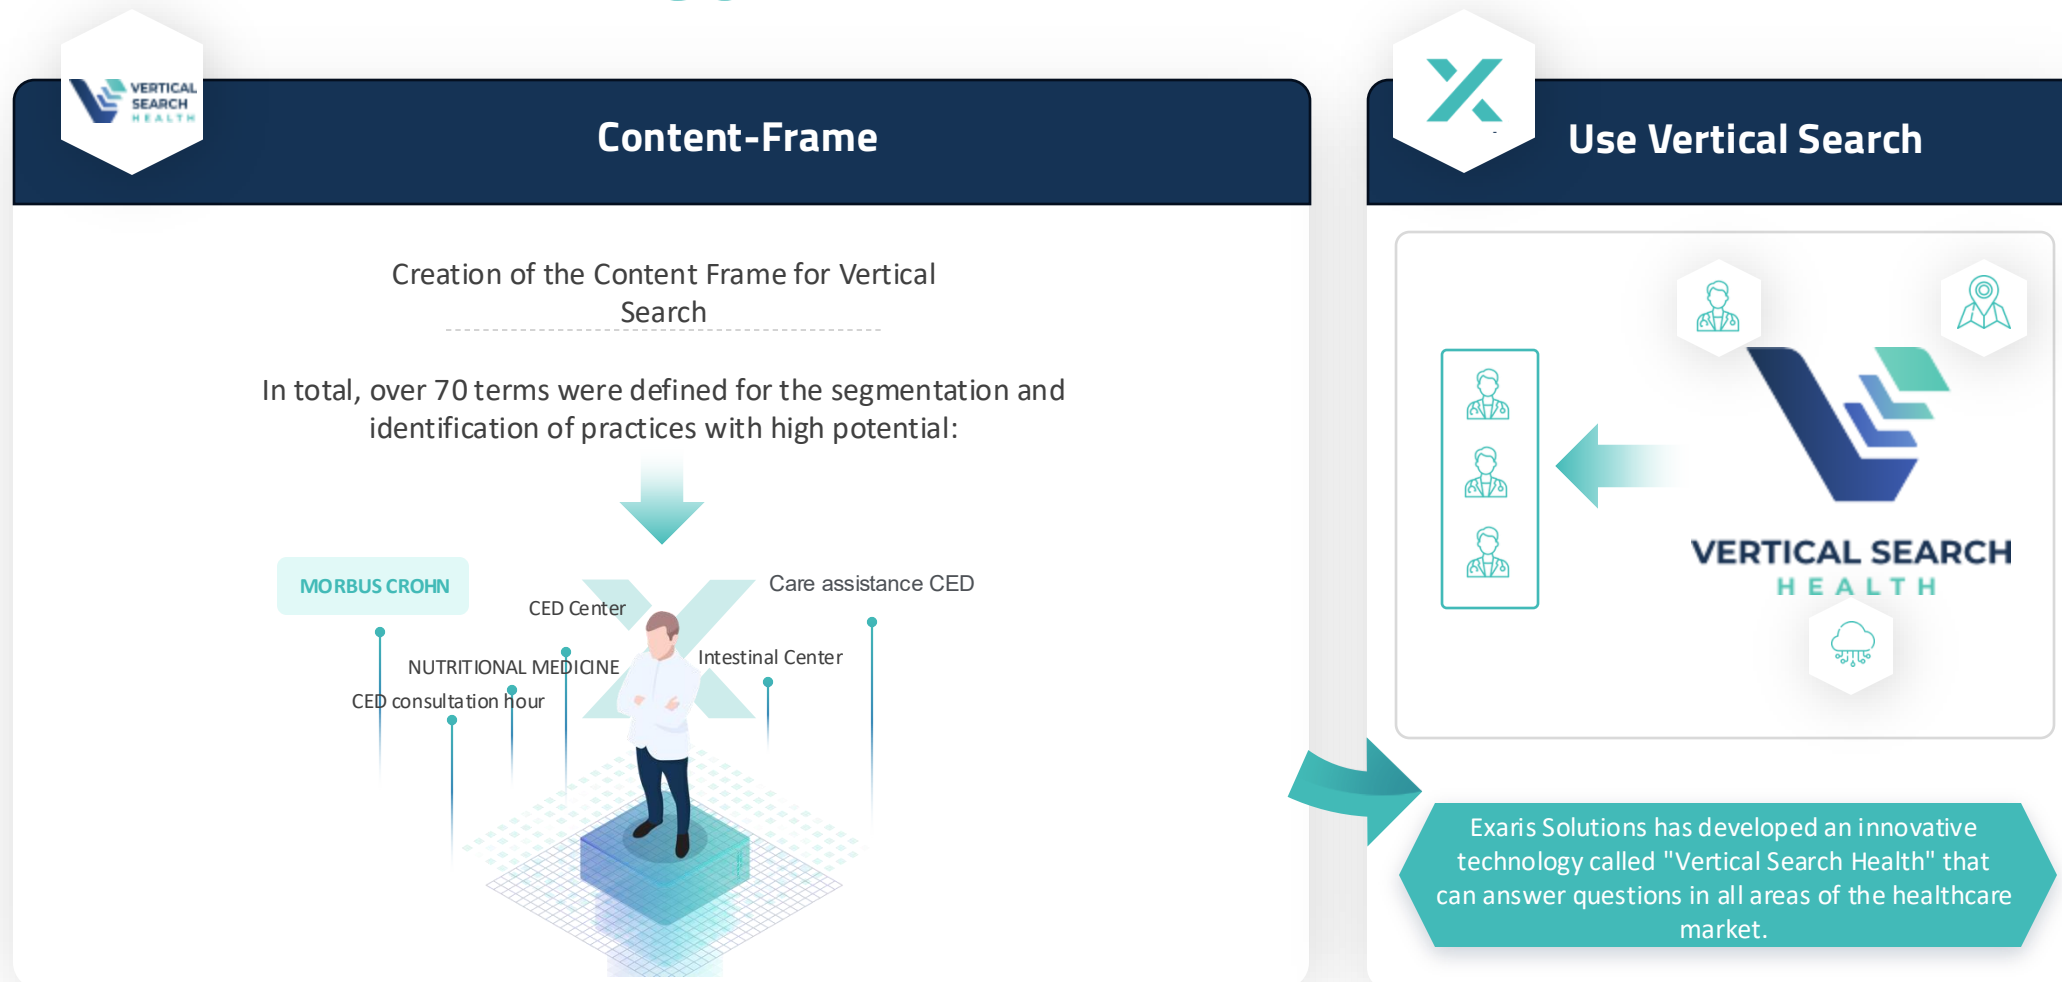 VERTICAL
SEARCH
HEALTH
Content-Frame
Creation of the Content Frame for Vertical
Search
In total, over 70 terms were defined for the segmentation and
identification of practices with high potential:
MORBUS CROHN
CED Center
Care assistance CED
NUTRITIONAL MEDICINE
Intestinal Center
CED consultation hour
Use Vertical Search
VERTICAL SEARCH
HEALTH
Exaris Solutions has developed an innovative
technology called "Vertical Search Health" that
can answer questions in all areas of the healthcare
market.